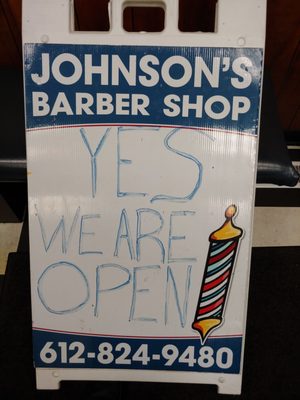 JOHNSON'S
BARBER SHOP
YES
WE ARE
OPEN
612-824-9480